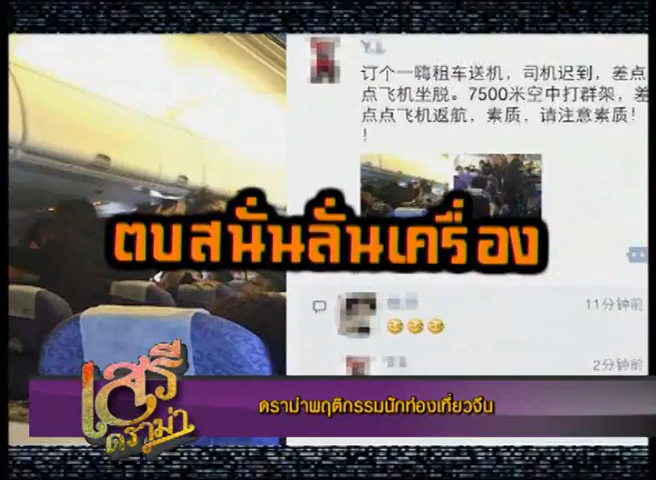 Y.L
订个一嗨租车送机，司机迟到，差点
点飞机坐脱。7500米空中打群架，差
点点飞机返航，素质，请注意素质！
！
ตบสนั่นลั่นเครื่อง
11分钟前
2分钟前
เสรี
ดราม่า
ดราม่าพฤติกรรมนักท่องเที่ยวจีน